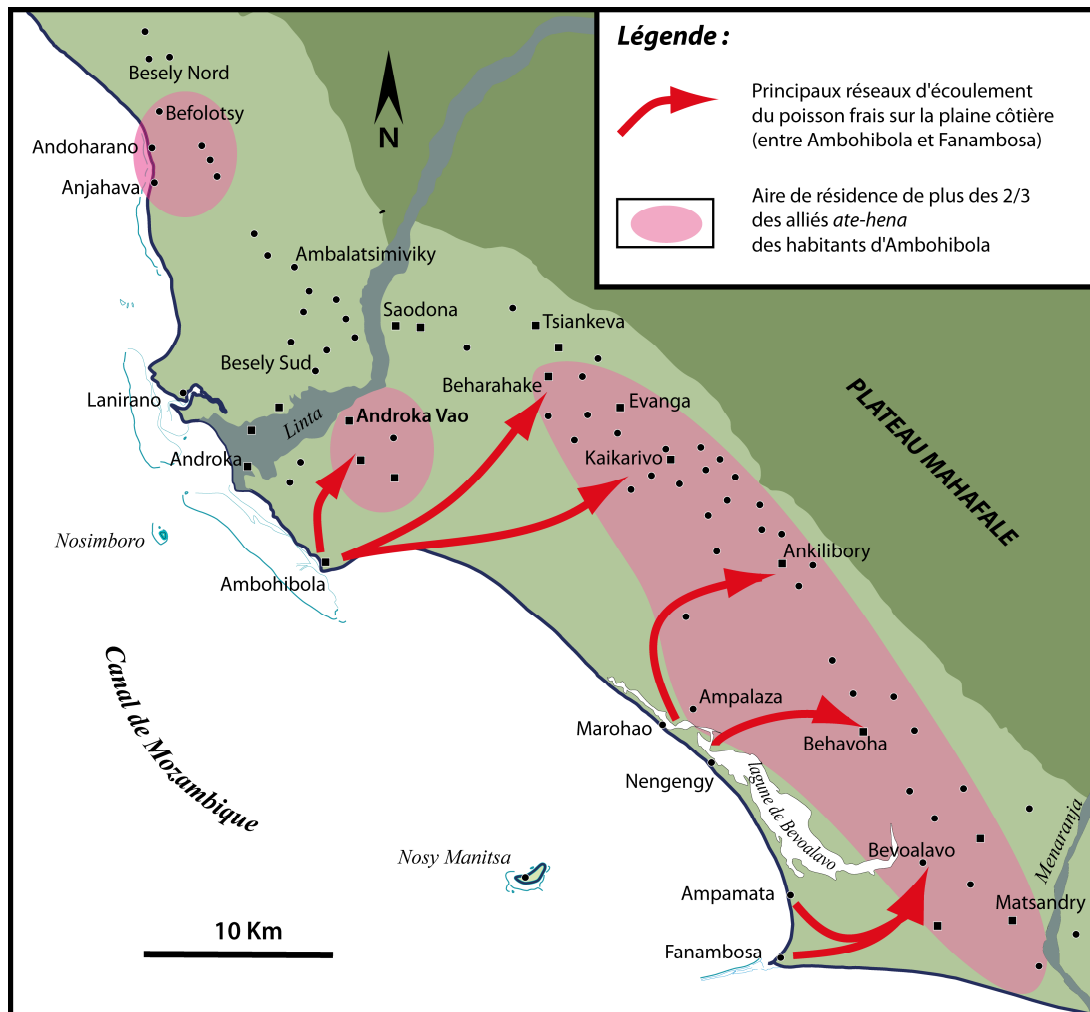 Légende :
Principaux réseaux d'écoulement
du poisson frais sur la plaine côtière
(entre Ambohibola et Fanambosa)
Aire de résidence de plus des 2/3
des alliés ate-hena
des habitants d'Ambohibola
N
Besely Nord
Befolotsy
Andoharano
Anjahava
Ambalatsimiviky
Saodona
Tsiankeva
Besely Sud
Beharahake
Lanirano
Linta
Androka Vao
Evanga
Androka
Kaikarivo
PLATEAU MAHAFALE
Nosimboro
Ankilibory
Ambohibola
Canal de Mozambique
Ampalaza
Marohao
Behavoha
Nengengy
lagune de Bevoalavo
Menaranja
Bevoalavo
Nosy Manitsa
Ampamata
Matsandry
10 Km
Fanambosa